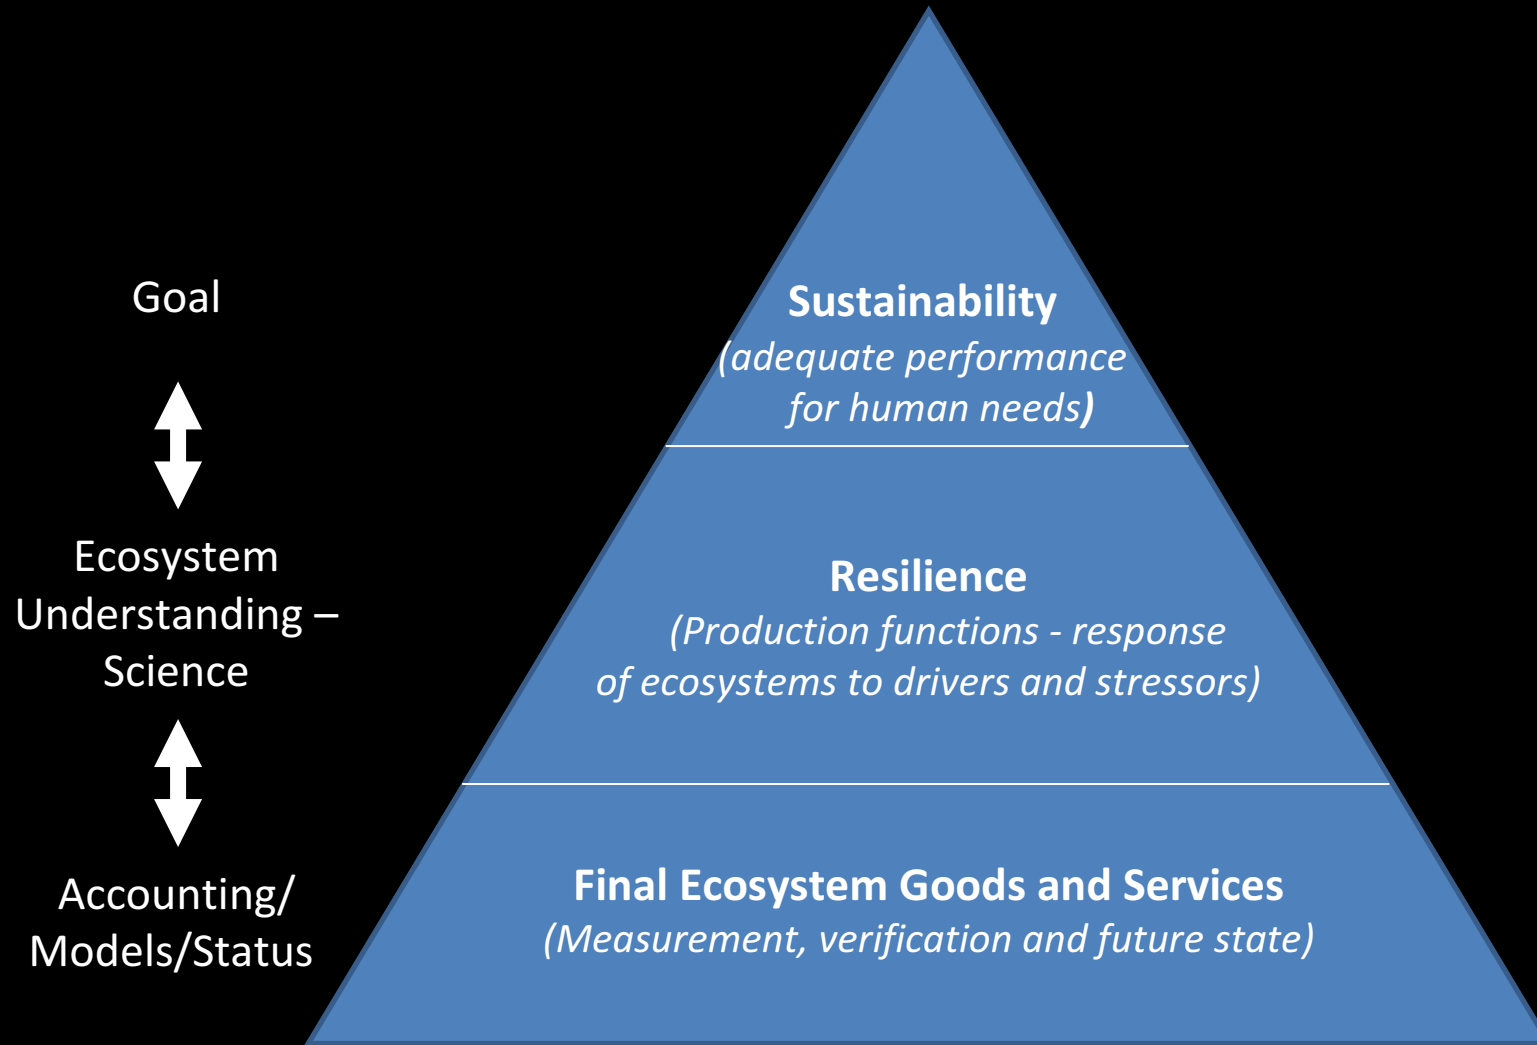 Goal
Ecosystem
Understanding –
Science
Accounting/
Models/Status
Sustainability
(adequate performance
for human needs)
Resilience
(Production functions - response
of ecosystems to drivers and stressors)
Final Ecosystem Goods and Services
(Measurement, verification and future state)